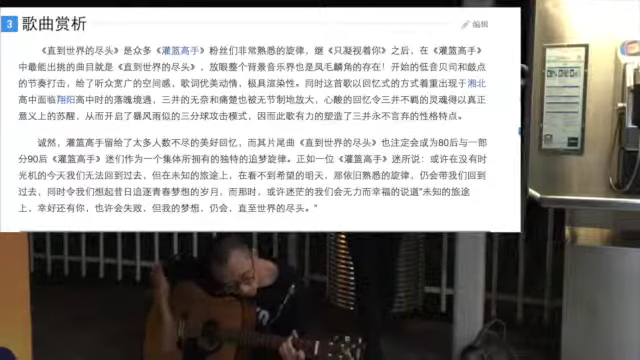 3 歌曲赏析
编辑
《直到世界的尽头》是众多《灌篮高手》粉丝们非常熟悉的旋律，继《只凝视着你》之后，在《灌篮高手》
中最能出挑的曲目就是《直到世界的尽头》，放眼整个背景音乐界也是凤毛麟角的存在！开始的低音贝司和鼓点
的节奏打击，给了听众宽广的空间感，歌词优美动情，极具渲染性。同时这首歌以回忆式的方式着重出现于湘北
高中面临翔阳高中时的落魄境遇，三井的无奈和痛楚也被无节制地放大，心酸的回忆令三井不羁的灵魂得以真正
意义上的苏醒，从而开启了暴风雨似的三分球攻击模式，因而此歌有力的塑造了三井永不言弃的性格特点。
诚然，灌篮高手留给了太多人数不尽的美好回忆，而其片尾曲《直到世界的尽头》也注定会成为80后与一部
分90后《灌篮高手》迷们作为一个集体所拥有的独特的追梦旋律。正如一位《灌篮高手》迷所说：或许在没有时
光机的今天我们无法回到过去，但在未知的旅途上，在看不到希望的明天，那依旧熟悉的旋律，仍会带我们回到
过去，同时令我们想起昔日追逐青春梦想的岁月，而那时，或许迷茫的我们会无力而幸福的说道“未知的旅途
上，幸好还有你，也许会失败，但我的梦想，仍会，直至世界的尽头。”